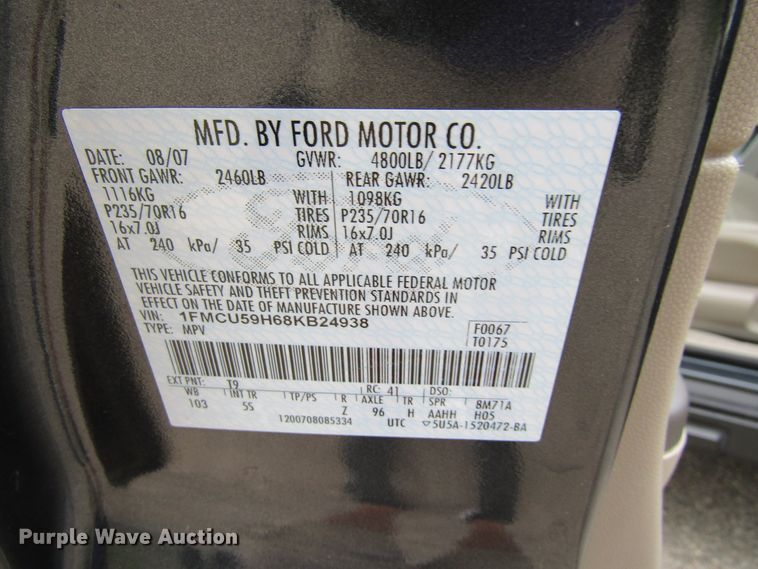 MFD. BY FORD MOTOR CO.
DATE: 08/07 GVWR: 4800LB/ 2177KG
FRONT GAWR: 2460LB REAR GAWR: 2420LB
1116KG WITH 1098KG WITH
P235/70R16 TIRES P235/70R16 TIRES
16x7.0J RIMS 16x7.0J RIMS
AT 240 kPa/ 35 PSI COLD AT 240 kPa/ 35 PSI COLD
THIS VEHICLE CONFORMS TO ALL APPLICABLE FEDERAL MOTOR
VEHICLE SAFETY AND THEFT PREVENTION STANDARDS IN
EFFECT ON THE DATE OF MANUFACTURE SHOWN ABOVE.
VIN: 1FMCU59H68KB24938 F0067
TYPE: MPV T0175
EXT PNT: T9 RC: 41 DSO:
WB INT TR TP/PS R AXLE TR SPR BM71A
103 SS Z 96 H AAHH H05
1200708085334 UTC ▽5U5A-1520472-BA
Purple Wave Auction